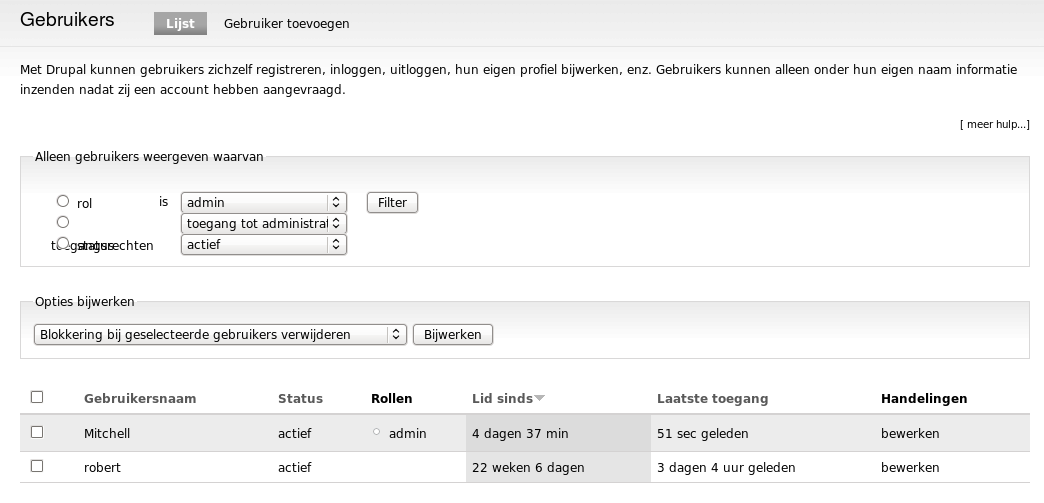 Gebruikers Lijst Gebruiker toevoegen
Met Drupal kunnen gebruikers zichzelf registreren, inloggen, uitloggen, hun eigen profiel bijwerken, enz. Gebruikers kunnen alleen onder hun eigen naam informatie
inzenden nadat zij een account hebben aangevraagd.
[ meer hulp...]
Alleen gebruikers weergeven waarvan
rol is admin Filter
toegang tot administrat
toegangsrechten
status actief
Opties bijwerken
Blokkering bij geselecteerde gebruikers verwijderen Bijwerken
Gebruikersnaam Status Rollen Lid sinds Laatste toegang Handelingen
Mitchell actief admin 4 dagen 37 min 51 sec geleden bewerken
robert actief 22 weken 6 dagen 3 dagen 4 uur geleden bewerken